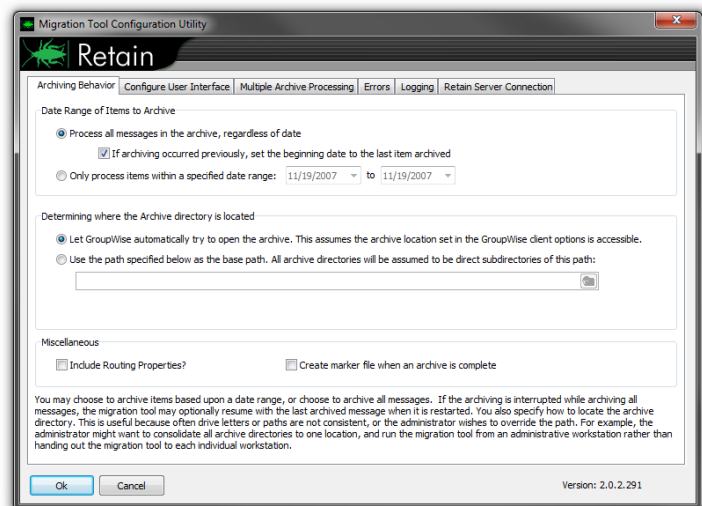 Migration Tool Configuration Utility
Retain
Archiving Behavior Configure User Interface Multiple Archive Processing Errors Logging Retain Server Connection
Date Range of Items to Archive
Process all messages in the archive, regardless of date
If archiving occurred previously, set the beginning date to the last item archived
Only process items within a specified date range: 11/19/2007 to 11/19/2007
Determining where the Archive directory is located
Let GroupWise automatically try to open the archive. This assumes the archive location set in the GroupWise client options is accessible.
Use the path specified below as the base path. All archive directories will be assumed to be direct subdirectories of this path:
Miscellaneous
Include Routing Properties? Create marker file when an archive is complete
You may choose to archive items based upon a date range, or choose to archive all messages. If the archiving is interrupted while archiving all
messages, the migration tool may optionally resume with the last archived message when it is restarted. You also specify how to locate the archive
directory. This is useful because often drive letters or paths are not consistent, or the administrator wishes to override the path. For example, the
administrator might want to consolidate all archive directories to one location, and run the migration tool from an administrative workstation rather than
handing out the migration tool to each individual workstation.
Ok Cancel Version: 2.0.2.291